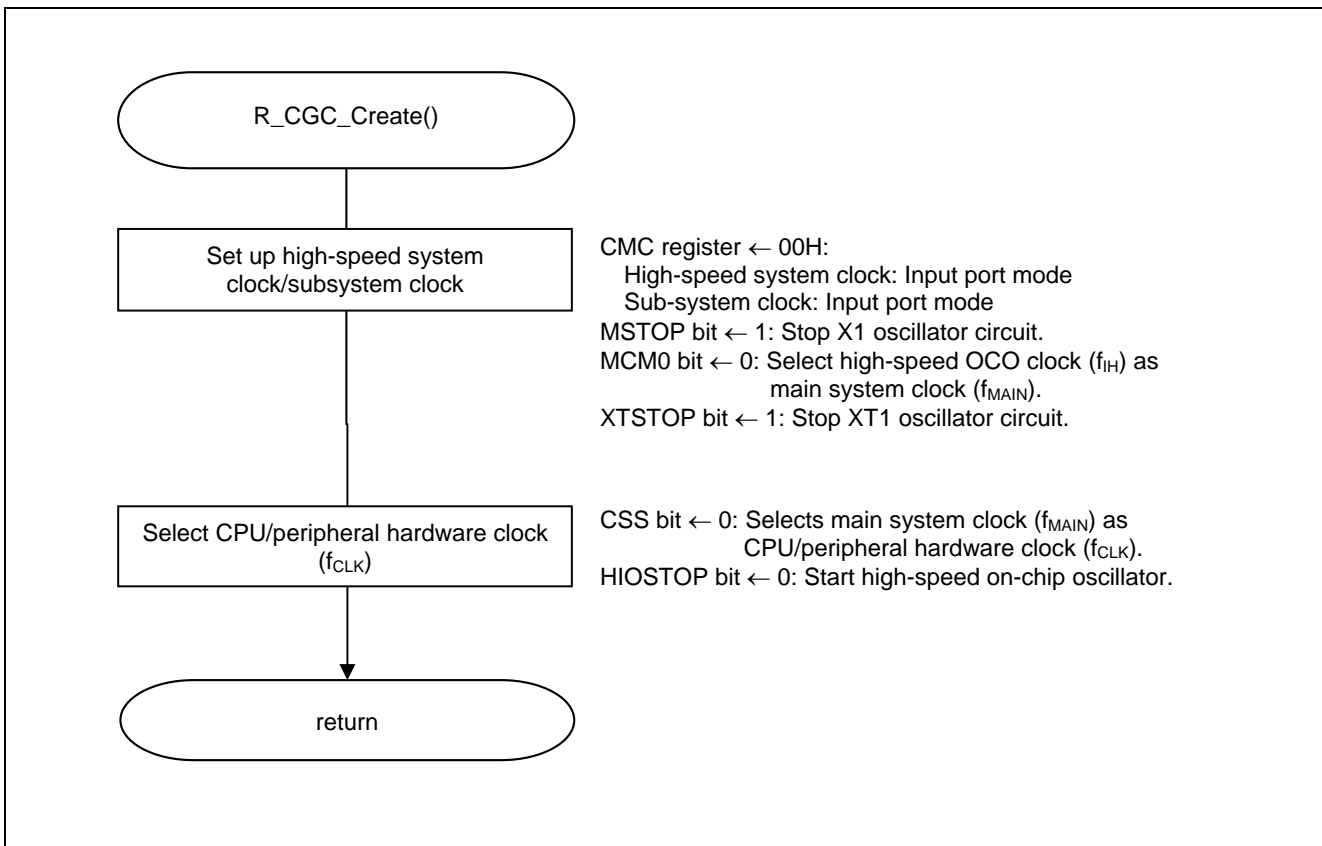 R_CGC_Create()
Set up high-speed system
clock/subsystem clock
CMC register ← 00H:
High-speed system clock: Input port mode
Sub-system clock: Input port mode
MSTOP bit ← 1: Stop X1 oscillator circuit.
MCM0 bit ← 0: Select high-speed OCO clock (fIH) as
main system clock (fMAIN).
XTSTOP bit ← 1: Stop XT1 oscillator circuit.
Select CPU/peripheral hardware clock
(fCLK)
CSS bit ← 0: Selects main system clock (fMAIN) as
CPU/peripheral hardware clock (fCLK).
HIOSTOP bit ← 0: Start high-speed on-chip oscillator.
return